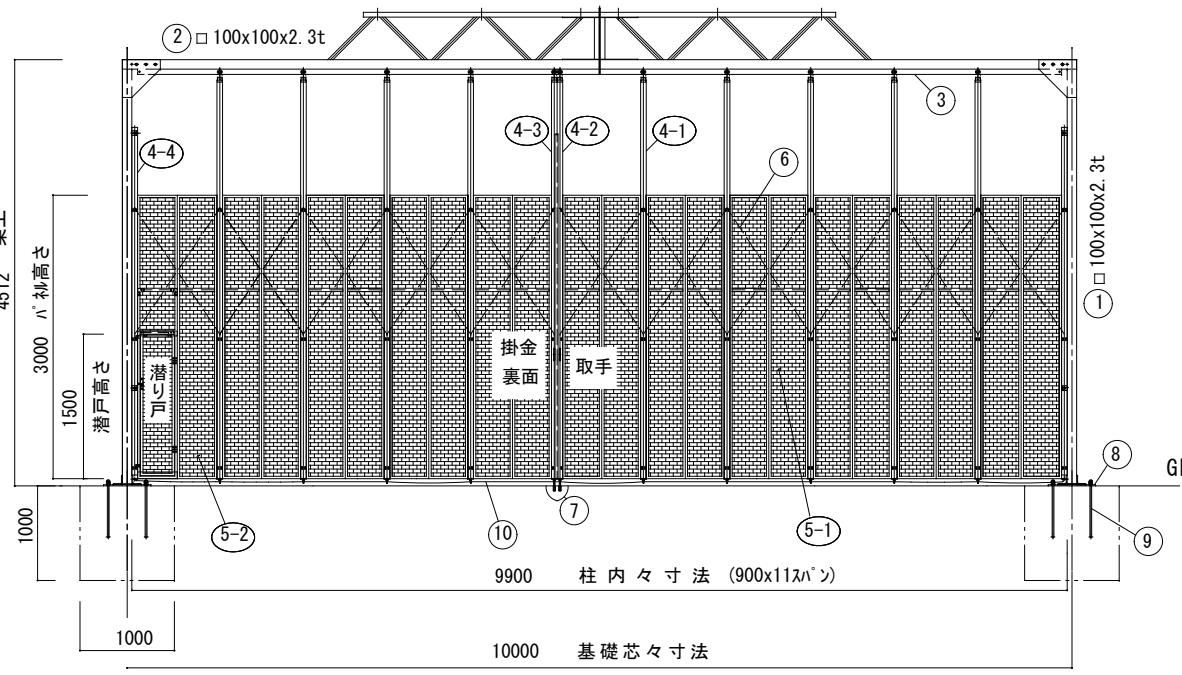 ② □ 100x100x2.3t
③
4-4
4-3
4-2
4-1
⑥
① □ 100x100x2.3t
4512
3000 ﾊﾟﾈﾙ高さ
1500
潜戸高さ
潜り戸
掛金
裏面
取手
⑧
⑦
5-2
⑩
5-1
⑨
1000
9900 柱内々寸法 (900x11ｽﾊﾟﾝ)
1000
10000 基礎芯々寸法